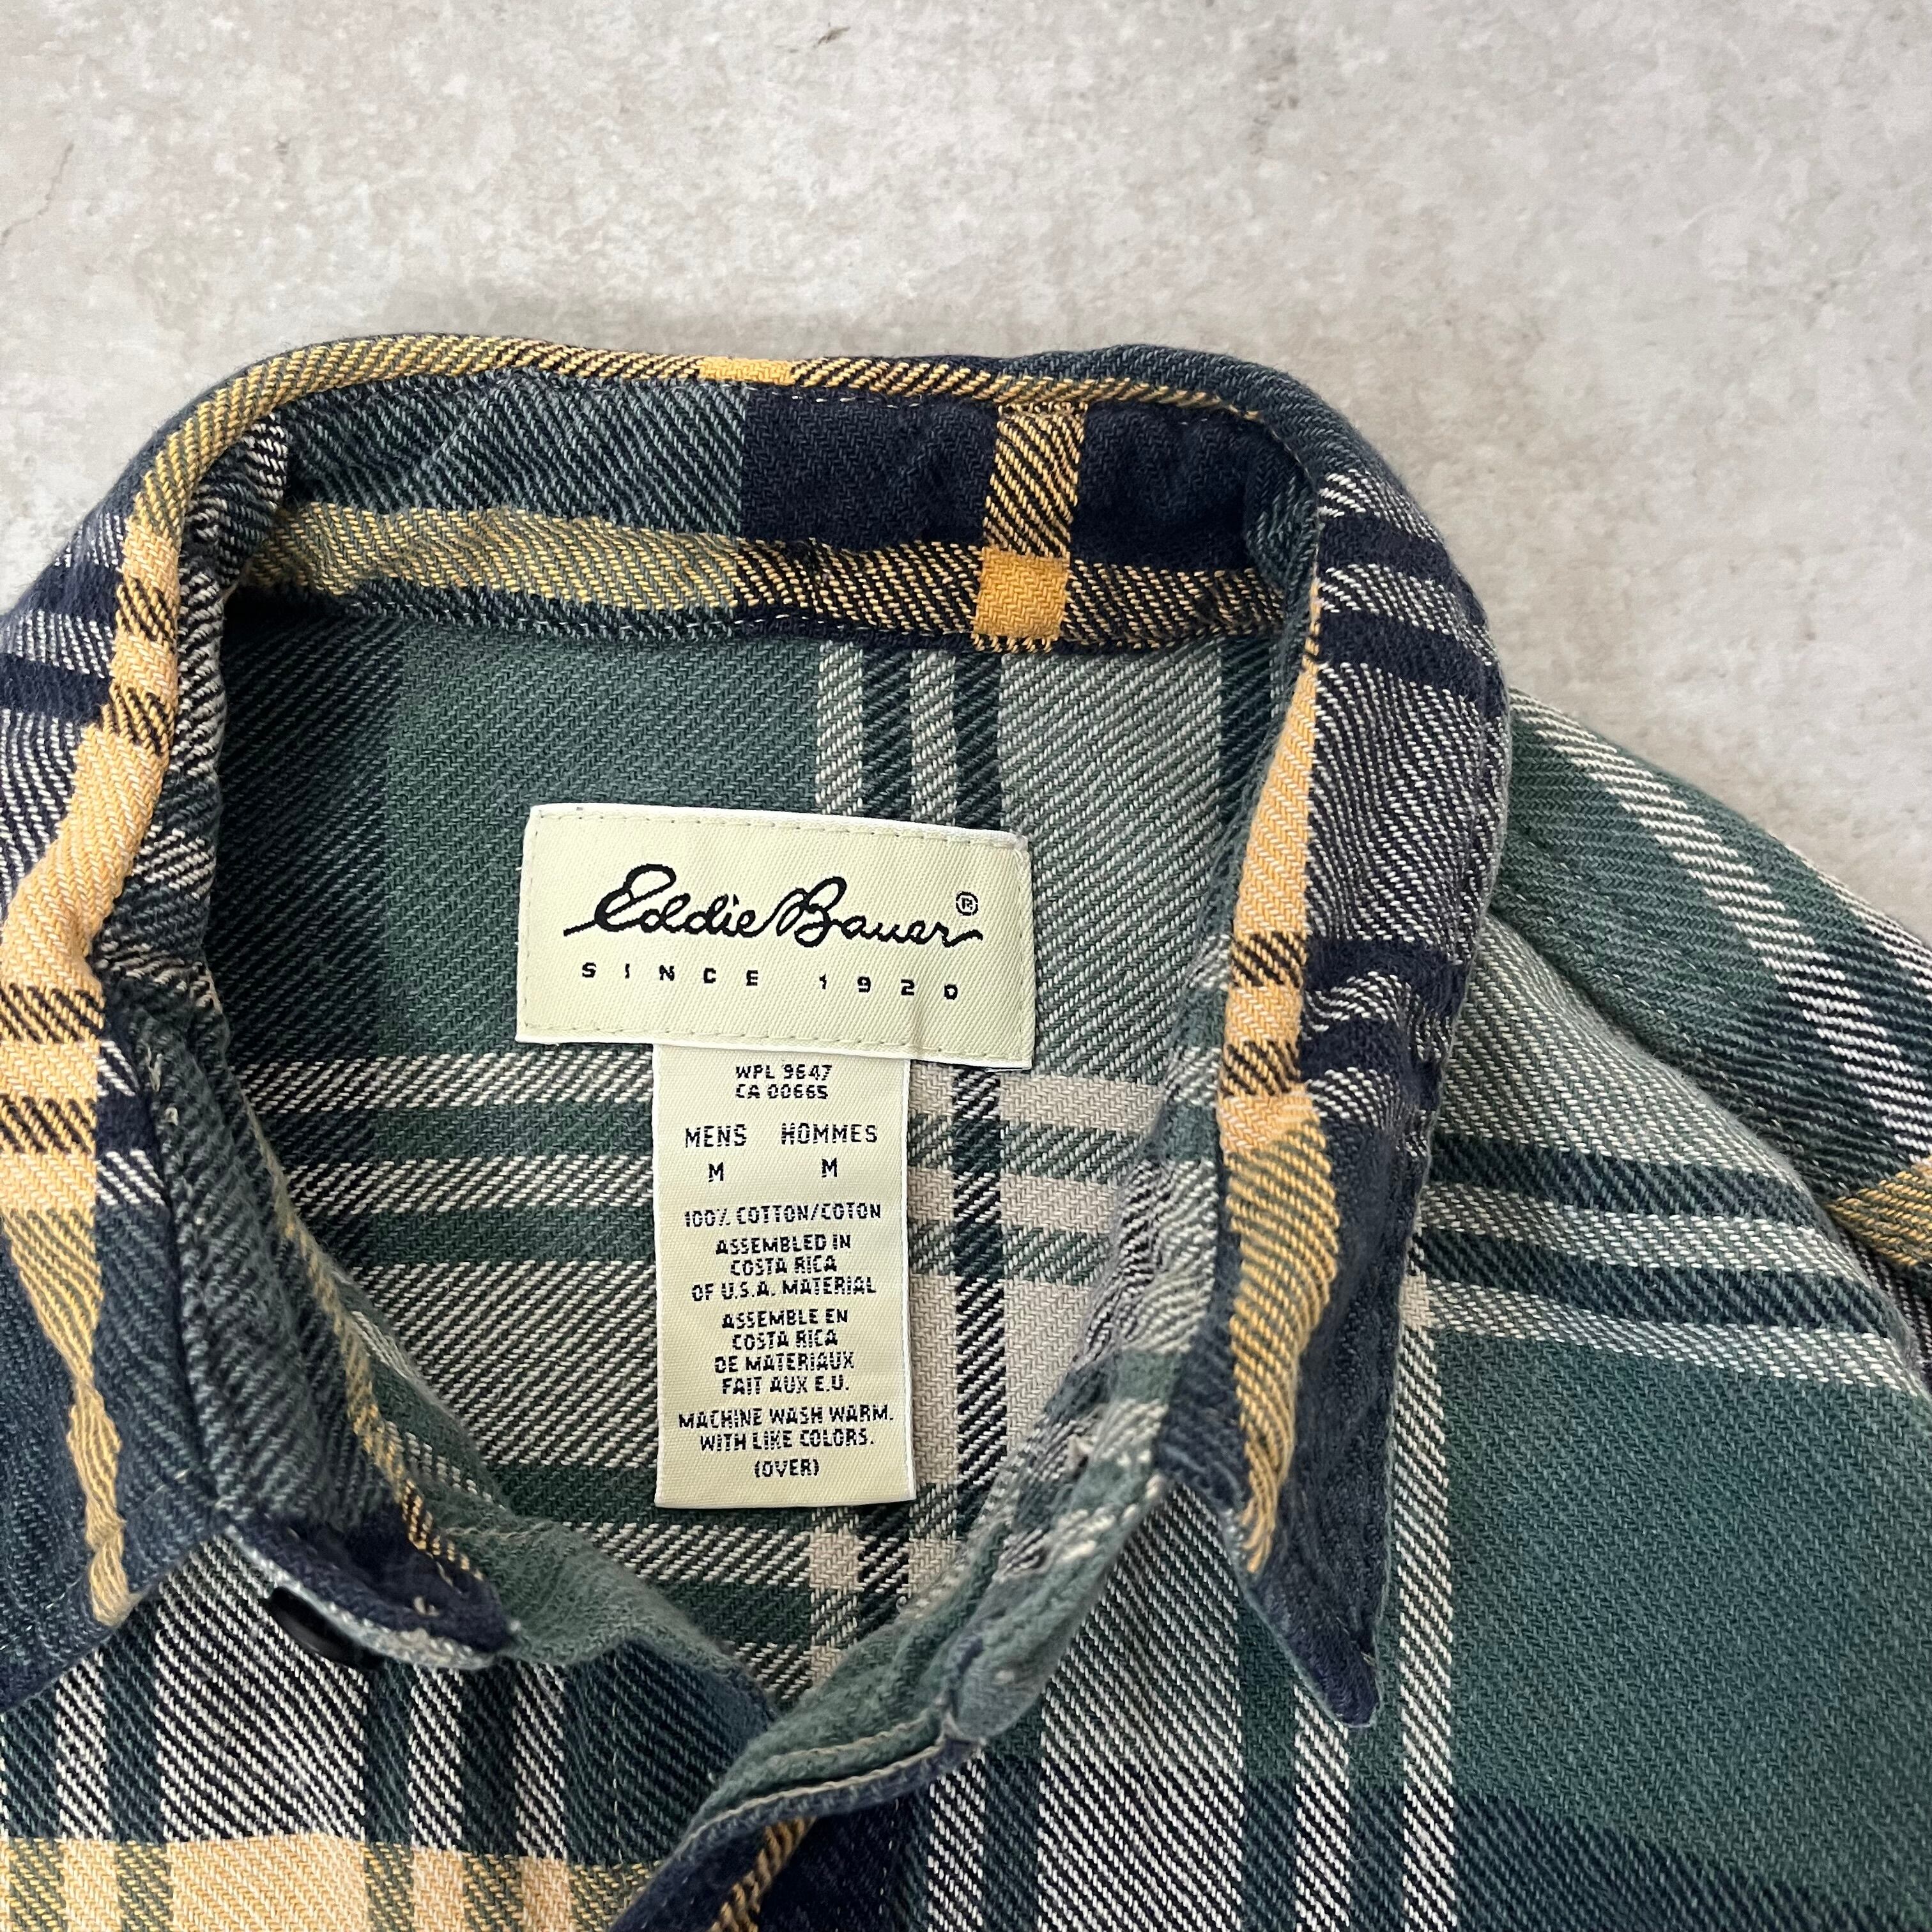 Eddie Bauer®
SINCE 1920
WPL 9647
CA 00665
MENS HOMMES
M M
100% COTTON/COTON
ASSEMBLED IN
COSTA RICA
OF U.S.A. MATERIAL
ASSEMBLE EN
COSTA RICA
DE MATERIAUX
FAIT AUX E.U.
MACHINE WASH WARM.
WITH LIKE COLORS.
(OVER)